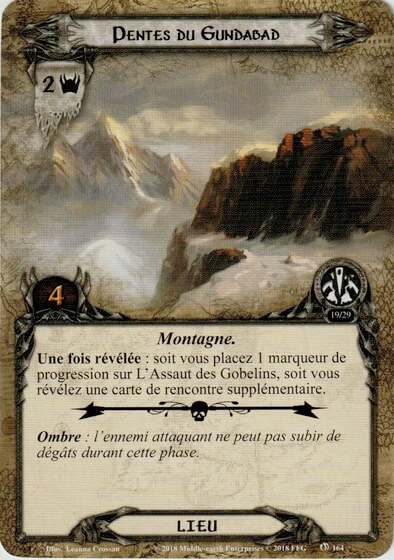 Pentes du Gundabad
2
4
19/29
Montagne.
Une fois révélée : soit vous placez 1 marqueur de
progression sur L'Assaut des Gobelins, soit vous
révélez une carte de rencontre supplémentaire.
Ombre : l'ennemi attaquant ne peut pas subir de
dégâts durant cette phase.
LIEU
Illus. Leanna Crossan
© 2018 Middle-earth Enterprises © 2018 FFG
164